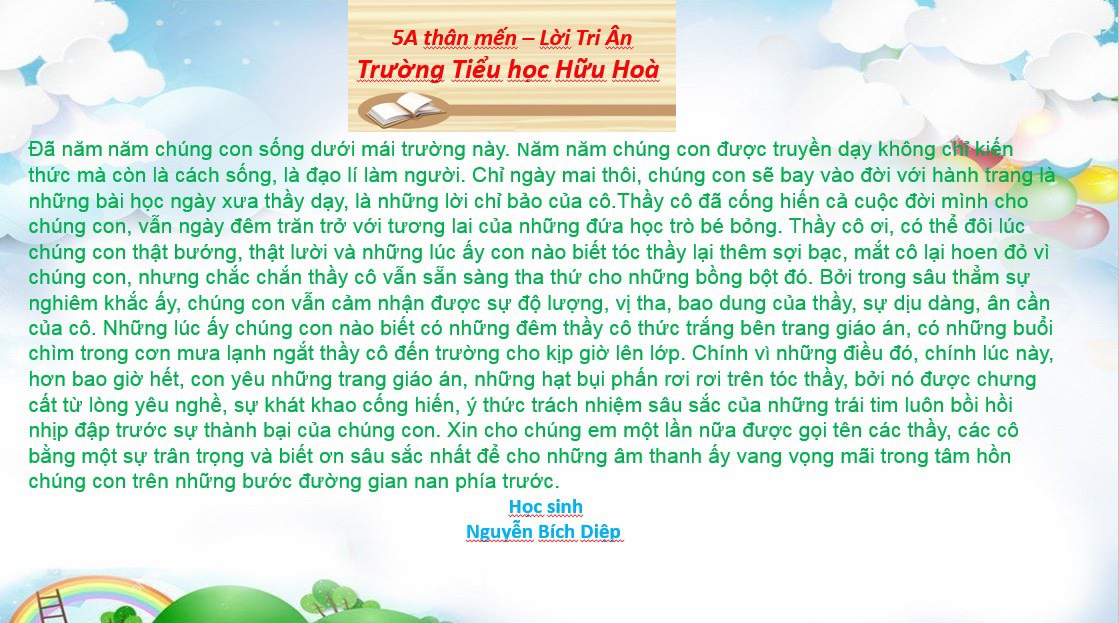 5A thân mến – Lời Tri Ân
Trường Tiểu học Hữu Hoà
Đã năm năm chúng con sống dưới mái trường này. Năm năm chúng con được truyền dạy không chỉ kiến
thức mà còn là cách sống, là đạo lí làm người. Chỉ ngày mai thôi, chúng con sẽ bay vào đời với hành trang là
những bài học ngày xưa thầy dạy, là những lời chỉ bảo của cô.Thầy cô đã cống hiến cả cuộc đời mình cho
chúng con, vẫn ngày đêm trăn trở với tương lai của những đứa học trò bé bỏng. Thầy cô ơi, có thể đôi lúc
chúng con thật bướng, thật lười và những lúc ấy con nào biết tóc thầy lại thêm sợi bạc, mắt cô lại hoen đỏ vì
chúng con, nhưng chắc chắn thầy cô vẫn sẵn sàng tha thứ cho những bồng bột đó. Bởi trong sâu thẳm sự
nghiêm khắc ấy, chúng con vẫn cảm nhận được sự độ lượng, vị tha, bao dung của thầy, sự dịu dàng, ân cần
của cô. Những lúc ấy chúng con nào biết có những đêm thầy cô thức trắng bên trang giáo án, có những buổi
chìm trong cơn mưa lạnh ngắt thầy cô đến trường cho kịp giờ lên lớp. Chính vì những điều đó, chính lúc này,
hơn bao giờ hết, con yêu những trang giáo án, những hạt bụi phấn rơi rơi trên tóc thầy, bởi nó được chưng
cất từ lòng yêu nghề, sự khát khao cống hiến, ý thức trách nhiệm sâu sắc của những trái tim luôn bồi hồi
nhịp đập trước sự thành bại của chúng con. Xin cho chúng em một lần nữa được gọi tên các thầy, các cô
bằng một sự trân trọng và biết ơn sâu sắc nhất để cho những âm thanh ấy vang vọng mãi trong tâm hồn
chúng con trên những bước đường gian nan phía trước.
Học sinh
Nguyễn Bích Diệp